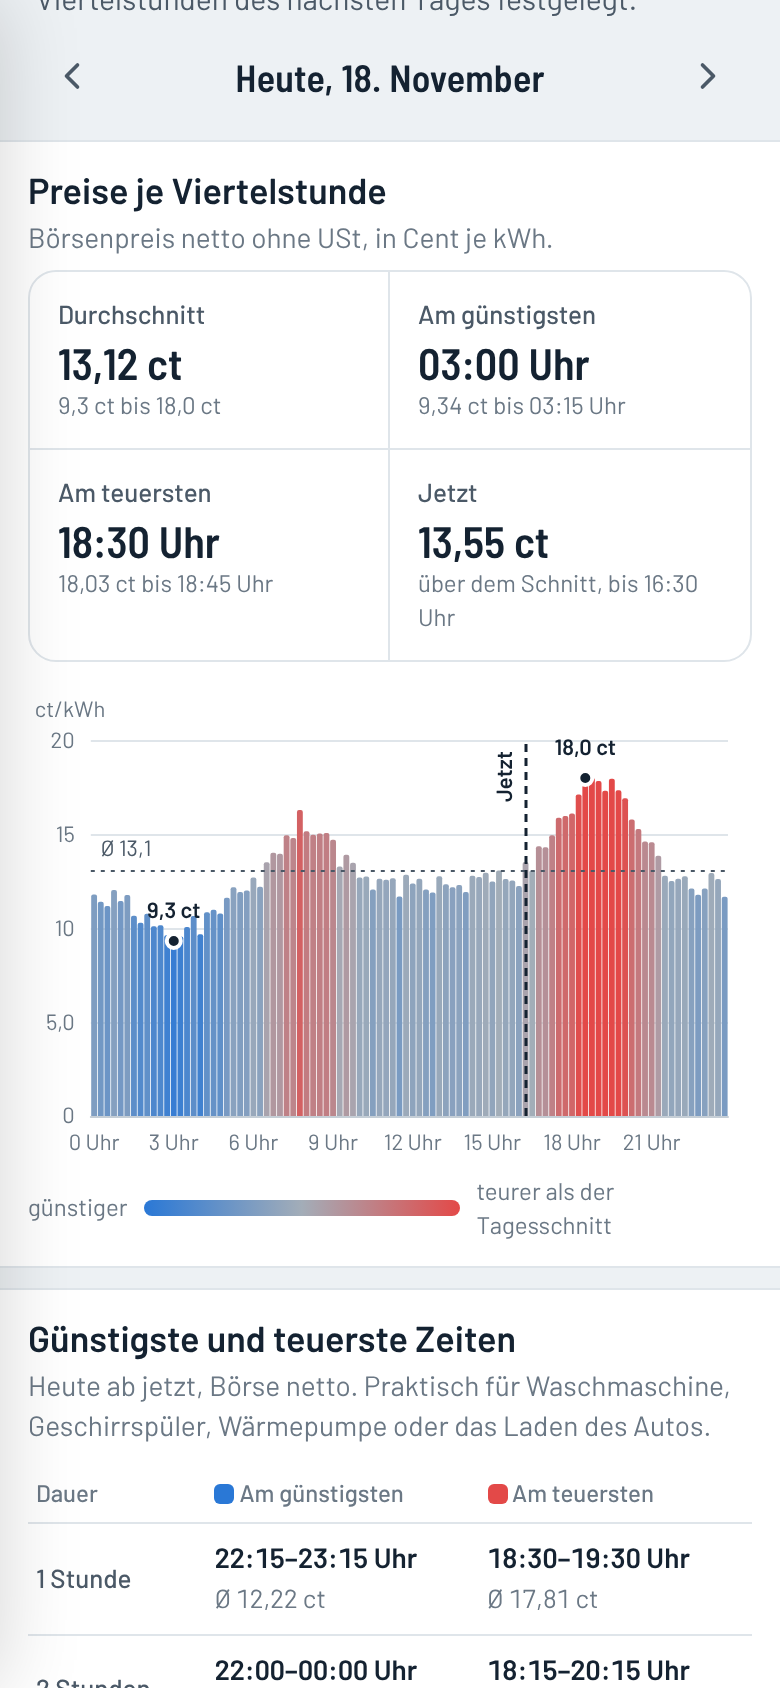 Viertelstunden des nächsten Tages festgelegt.
Heute, 18. November
Preise je Viertelstunde
Börsenpreis netto ohne USt, in Cent je kWh.
Durchschnitt
13,12 ct
9,3 ct bis 18,0 ct
Am günstigsten
03:00 Uhr
9,34 ct bis 03:15 Uhr
Am teuersten
18:30 Uhr
18,03 ct bis 18:45 Uhr
Jetzt
13,55 ct
über dem Schnitt, bis 16:30
Uhr
ct/kWh
20
15
10
5,0
0
Ø 13,1
9,3 ct
Jetzt
18,0 ct
0 Uhr
3 Uhr
6 Uhr
9 Uhr
12 Uhr
15 Uhr
18 Uhr
21 Uhr
günstiger
teurer als der
Tagesschnitt
Günstigste und teuerste Zeiten
Heute ab jetzt, Börse netto. Praktisch für Waschmaschine,
Geschirrspüler, Wärmepumpe oder das Laden des Autos.
Dauer
Am günstigsten
Am teuersten
1 Stunde
22:15–23:15 Uhr
Ø 12,22 ct
18:30–19:30 Uhr
Ø 17,81 ct
2 Stunden
22:00–00:00 Uhr
18:15–20:15 Uhr